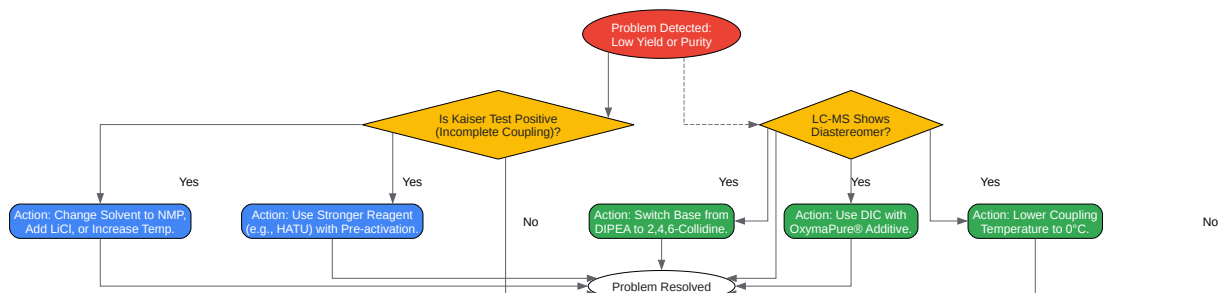 Problem Detected:
Low Yield or Purity
Is Kaiser Test Positive
(Incomplete Coupling)?
LC-MS Shows
Diastereomer?
Yes
Yes
Yes
Yes
Yes
Action: Change Solvent to NMP,
Add LiCl, or Increase Temp.
Action: Use Stronger Reagent
(e.g., HATU) with Pre-activation.
No
Action: Switch Base from
DIPEA to 2,4,6-Collidine.
Action: Use DIC with
OxymaPure® Additive.
Action: Lower Coupling
Temperature to 0°C.
No
Problem Resolved